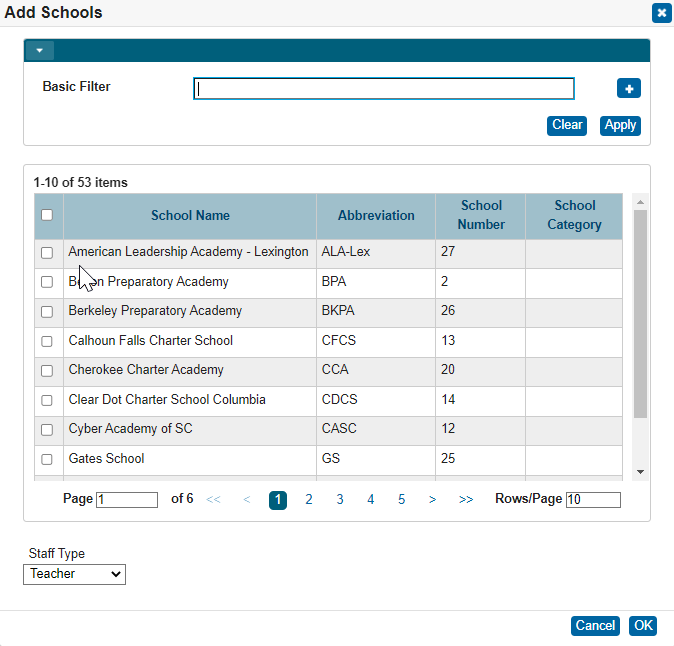 Add Schools
Basic Filter
Clear Apply
1-10 of 53 items
School Name Abbreviation School Number School Category
American Leadership Academy - Lexington ALA-Lex 27
Preparatory Academy BPA 2
Berkeley Preparatory Academy BKPA 26
Calhoun Falls Charter School CFCS 13
Cherokee Charter Academy CCA 20
Clear Dot Charter School Columbia CDCS 14
Cyber Academy of SC CASC 12
Gates School GS 25
Page 1 of 6 << < 1 2 3 4 5 > >> Rows/Page 10
Staff Type
Teacher
Cancel OK